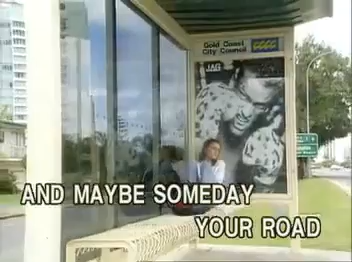 Gold Coast
City Council
JAG
AND MAYBE SOMEDAY
YOUR ROAD